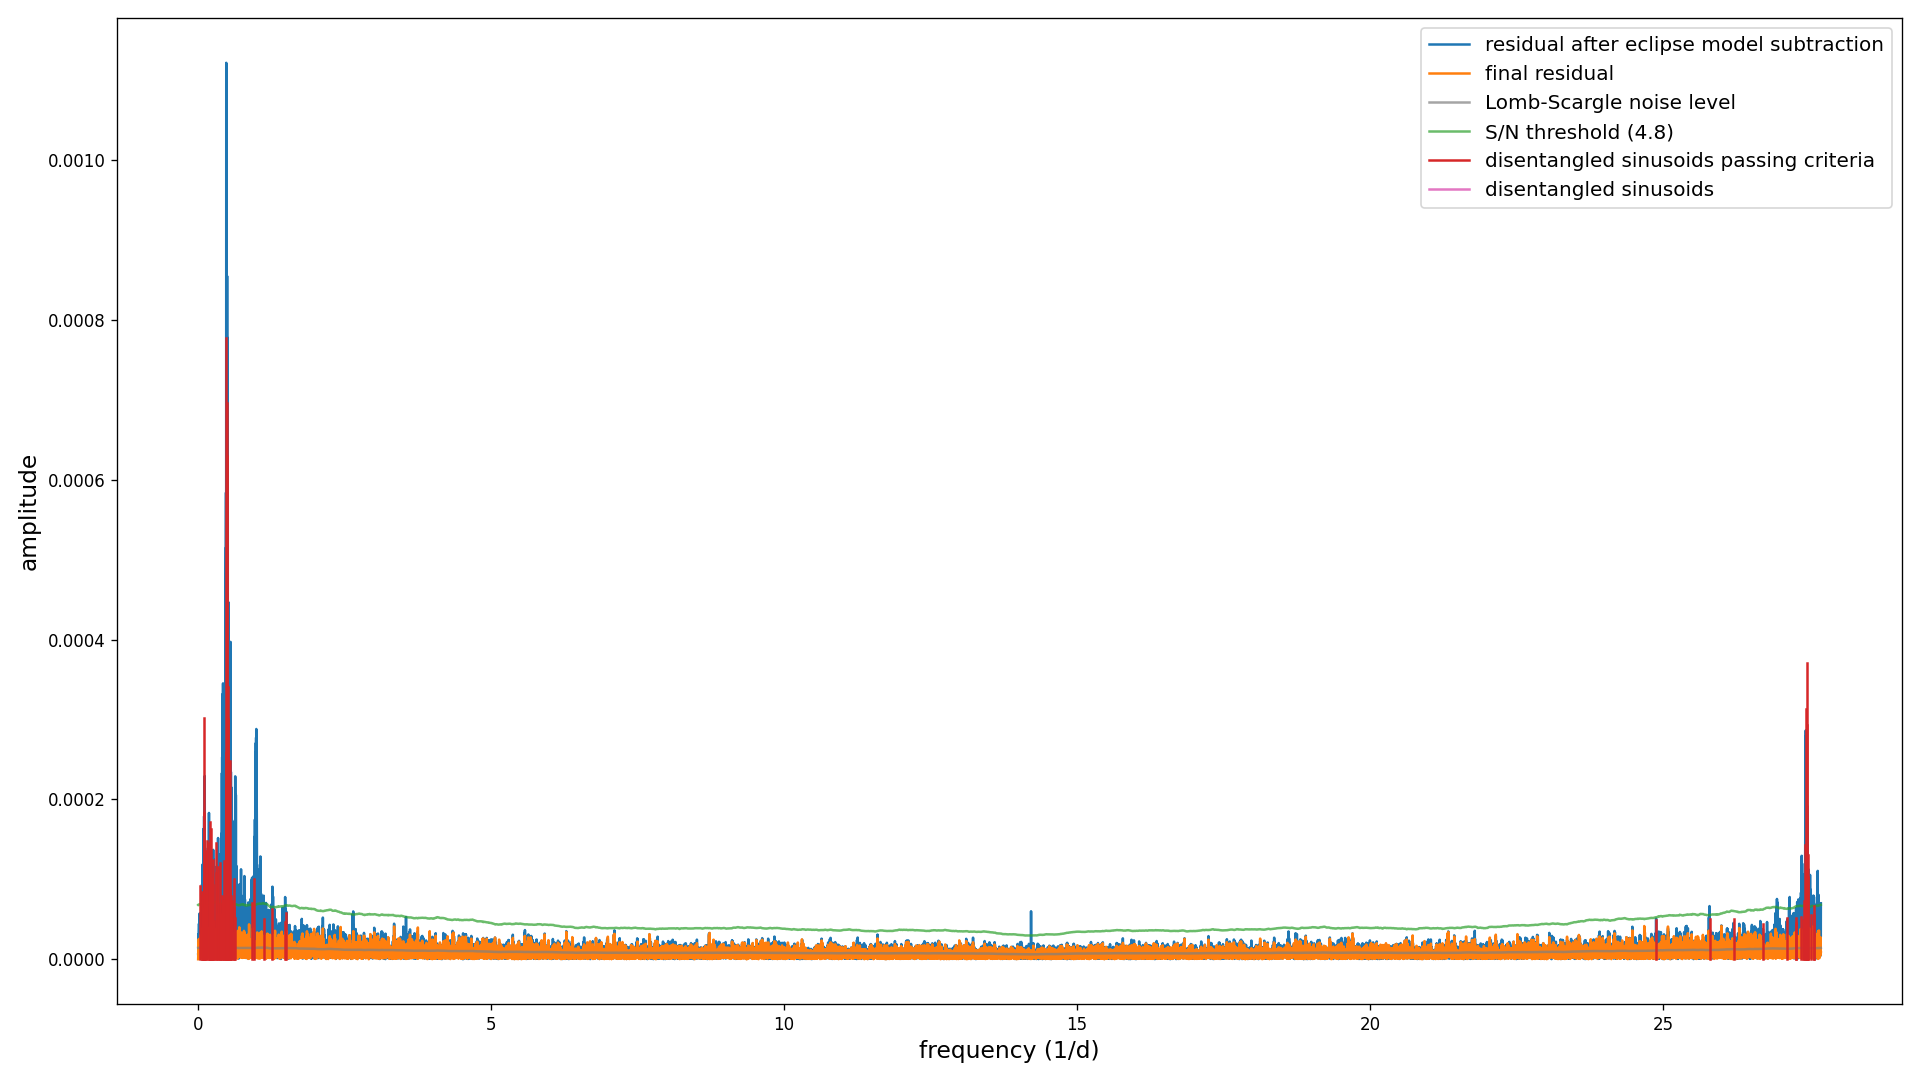 residual after eclipse model subtraction
final residual
Lomb-Scargle noise level
S/N threshold (4.8)
disentangled sinusoids passing criteria
disentangled sinusoids
0.0010
0.0008
0.0006
0.0004
0.0002
0.0000
amplitude
0 5 10 15 20 25
frequency (1/d)